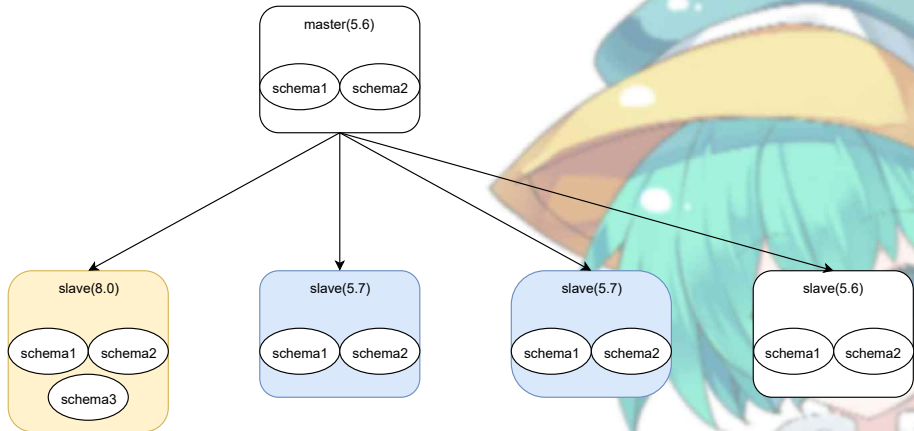 master(5.6)
schema1
schema2
slave(8.0)
schema1
schema2
schema3
slave(5.7)
schema1
schema2
slave(5.7)
schema1
schema2
slave(5.6)
schema1
schema2